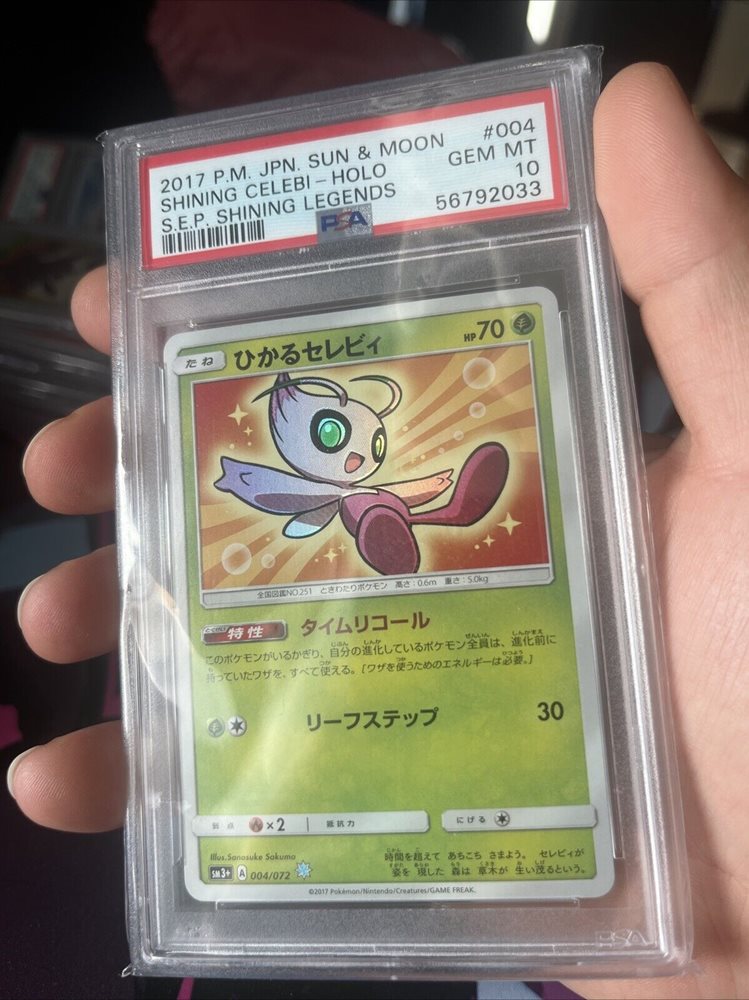 2017 P.M. JPN. SUN & MOON #004
SHINING CELEBI-HOLO GEM MT
S.E.P. SHINING LEGENDS 10
56792033
PSA
たね ひかるセレビィ HP70
全国図鑑NO.251 ときわたりポケモン 高さ：0.6m 重さ：5.0kg
特性 タイムリコール
このポケモンがいるかぎり、自分の進化しているポケモン全員は、進化前に
持っていたワザを、すべて使える。［ワザを使うためのエネルギーは必要。］
リーフステップ 30
弱点 ×2 抵抗力 にげる
Illus.Sanosuke Sakuma
SM3+ A 004/072
時間を超えて あちこち さまよう。 セレビィが
姿を 現した 森は 草木が 生い茂るという。
©2017 Pokémon/Nintendo/Creatures/GAME FREAK.
PSA